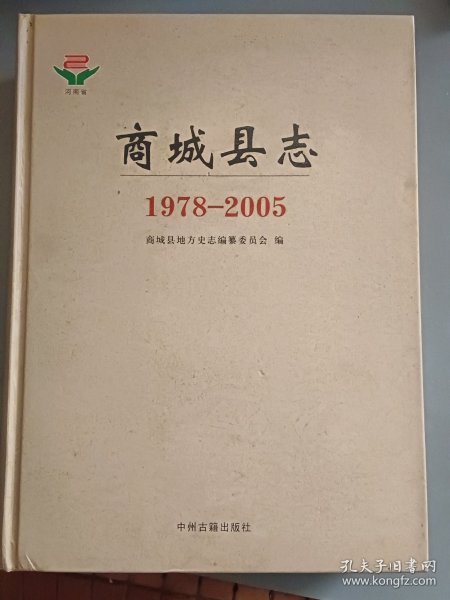 河南省
商城县志
1978-2005
商城县地方史志编纂委员会 编
中州古籍出版社
孔夫子旧书网
www.kongfz.com